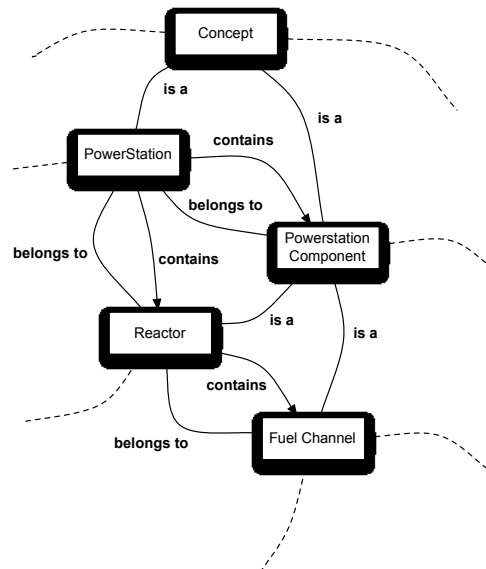 Concept
is a
is a
PowerStation
contains
belongs to
Powerstation
Component
belongs to
contains
is a
Reactor
is a
contains
belongs to
Fuel Channel